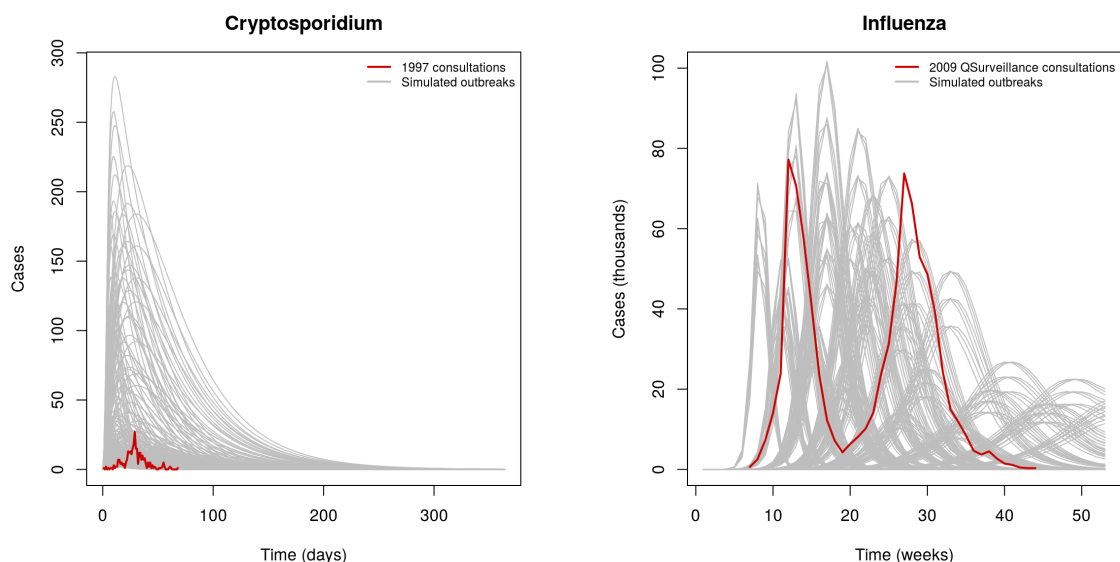 Cryptosporidium
Cases
300
250
200
150
100
50
0
1997 consultations
Simulated outbreaks
0 100 200 300
Time (days)
Influenza
Cases (thousands)
100
80
60
40
20
0
2009 QSurveillance consultations
Simulated outbreaks
0 10 20 30 40 50
Time (weeks)